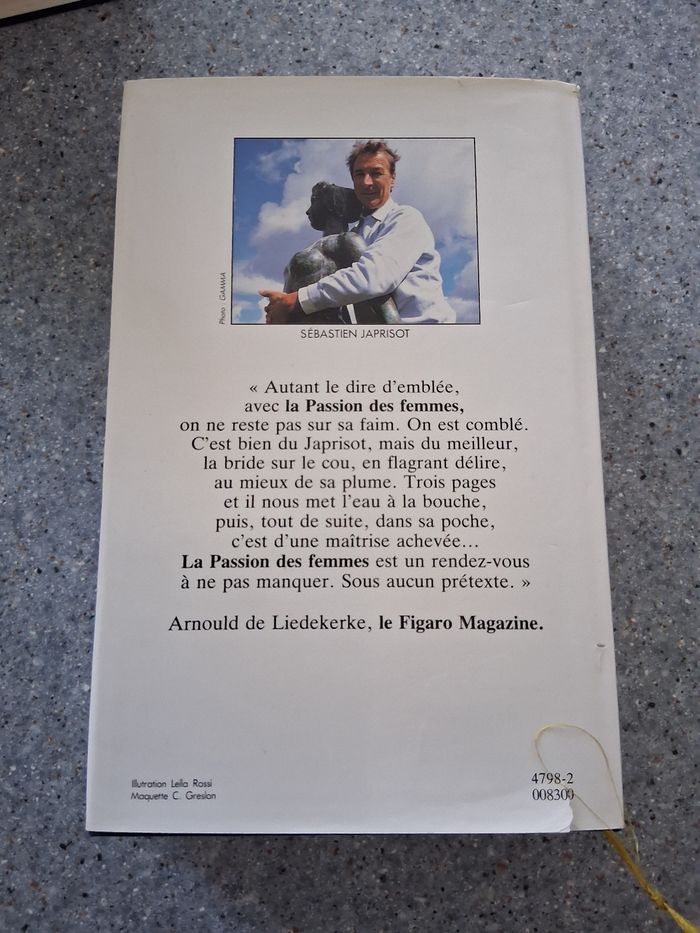 Photo : GAMMA
SÉBASTIEN JAPRISOT
« Autant le dire d'emblée,
avec la Passion des femmes,
on ne reste pas sur sa faim. On est comblé.
C'est bien du Japrisot, mais du meilleur,
la bride sur le cou, en flagrant délire,
au mieux de sa plume. Trois pages
et il nous met l'eau à la bouche,
puis, tout de suite, dans sa poche,
c'est d'une maîtrise achevée...
La Passion des femmes est un rendez-vous
à ne pas manquer. Sous aucun prétexte. »
Arnould de Liedekerke, le Figaro Magazine.
Illutration Leïla Rossi
Maquette C. Greslon
4798-2
008300